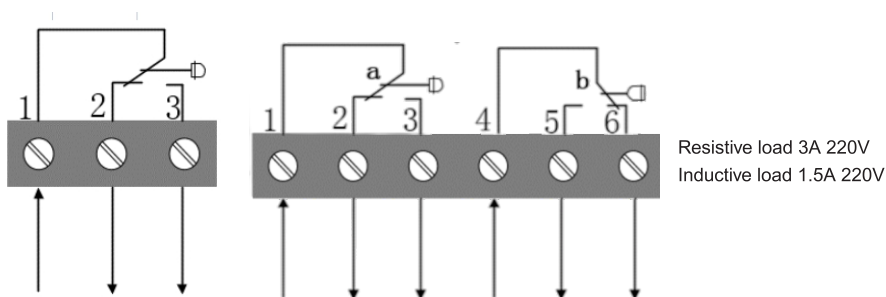 1 2 3
a b
1 2 3 4 5 6
Resistive load 3A 220V
Inductive load 1.5A 220V